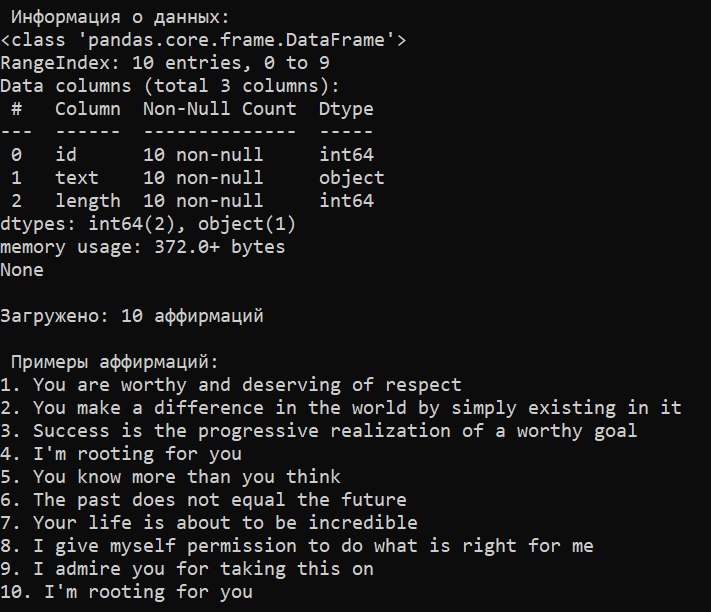 Информация о данных:
<class 'pandas.core.frame.DataFrame'>
RangeIndex: 10 entries, 0 to 9
Data columns (total 3 columns):
 #   Column  Non-Null Count  Dtype
---  ------  --------------  -----
 0   id      10 non-null     int64
 1   text    10 non-null     object
 2   length  10 non-null     int64
dtypes: int64(2), object(1)
memory usage: 372.0+ bytes
None

Загружено: 10 аффирмаций

 Примеры аффирмаций:
1. You are worthy and deserving of respect
2. You make a difference in the world by simply existing in it
3. Success is the progressive realization of a worthy goal
4. I'm rooting for you
5. You know more than you think
6. The past does not equal the future
7. Your life is about to be incredible
8. I give myself permission to do what is right for me
9. I admire you for taking this on
10. I'm rooting for you